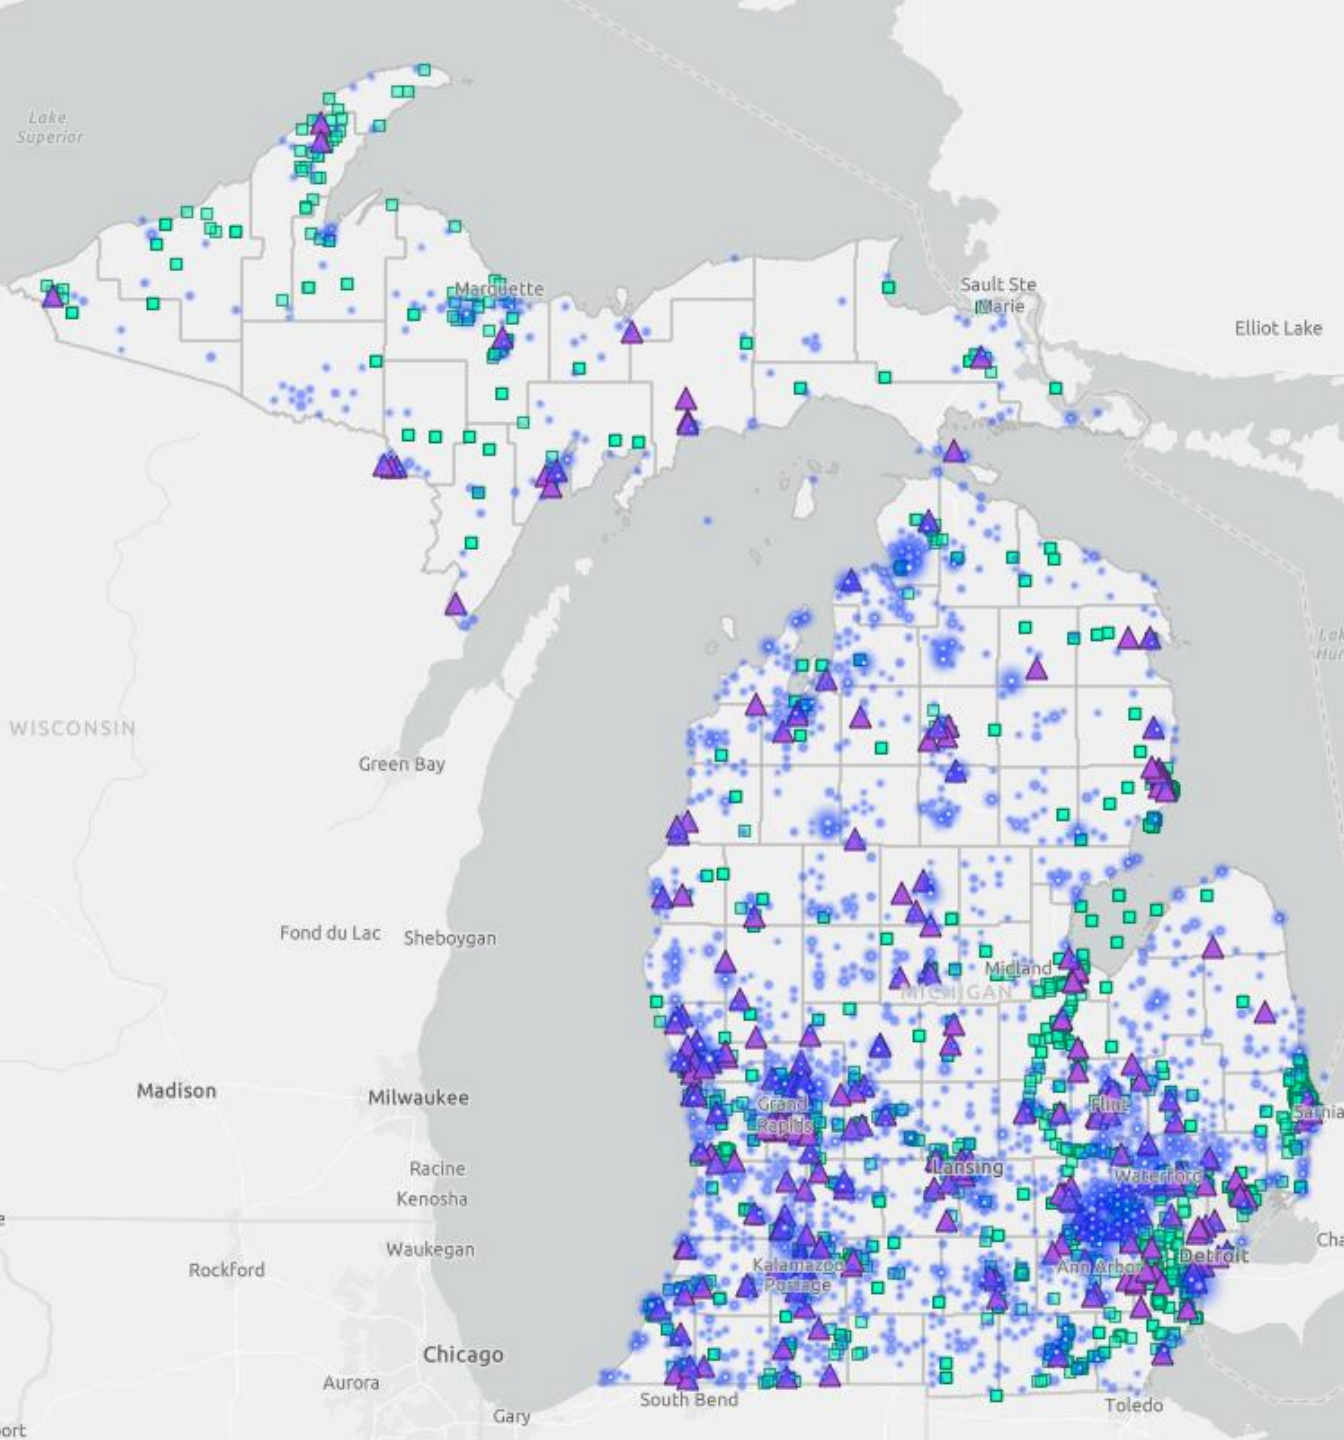 Lake
Superior
Marquette
Sault Ste
Marie
Elliot Lake
WISCONSIN
Green Bay
Fond du Lac
Sheboygan
Midland
MICHIGAN
Madison
Milwaukee
Grand
Rapids
Flint
Sarnia
Racine
Kenosha
Lansing
Waterford
Waukegan
Rockford
Kalamazoo
Portage
Ann Arbor
Detroit
Chicago
Aurora
South Bend
Gary
Toledo